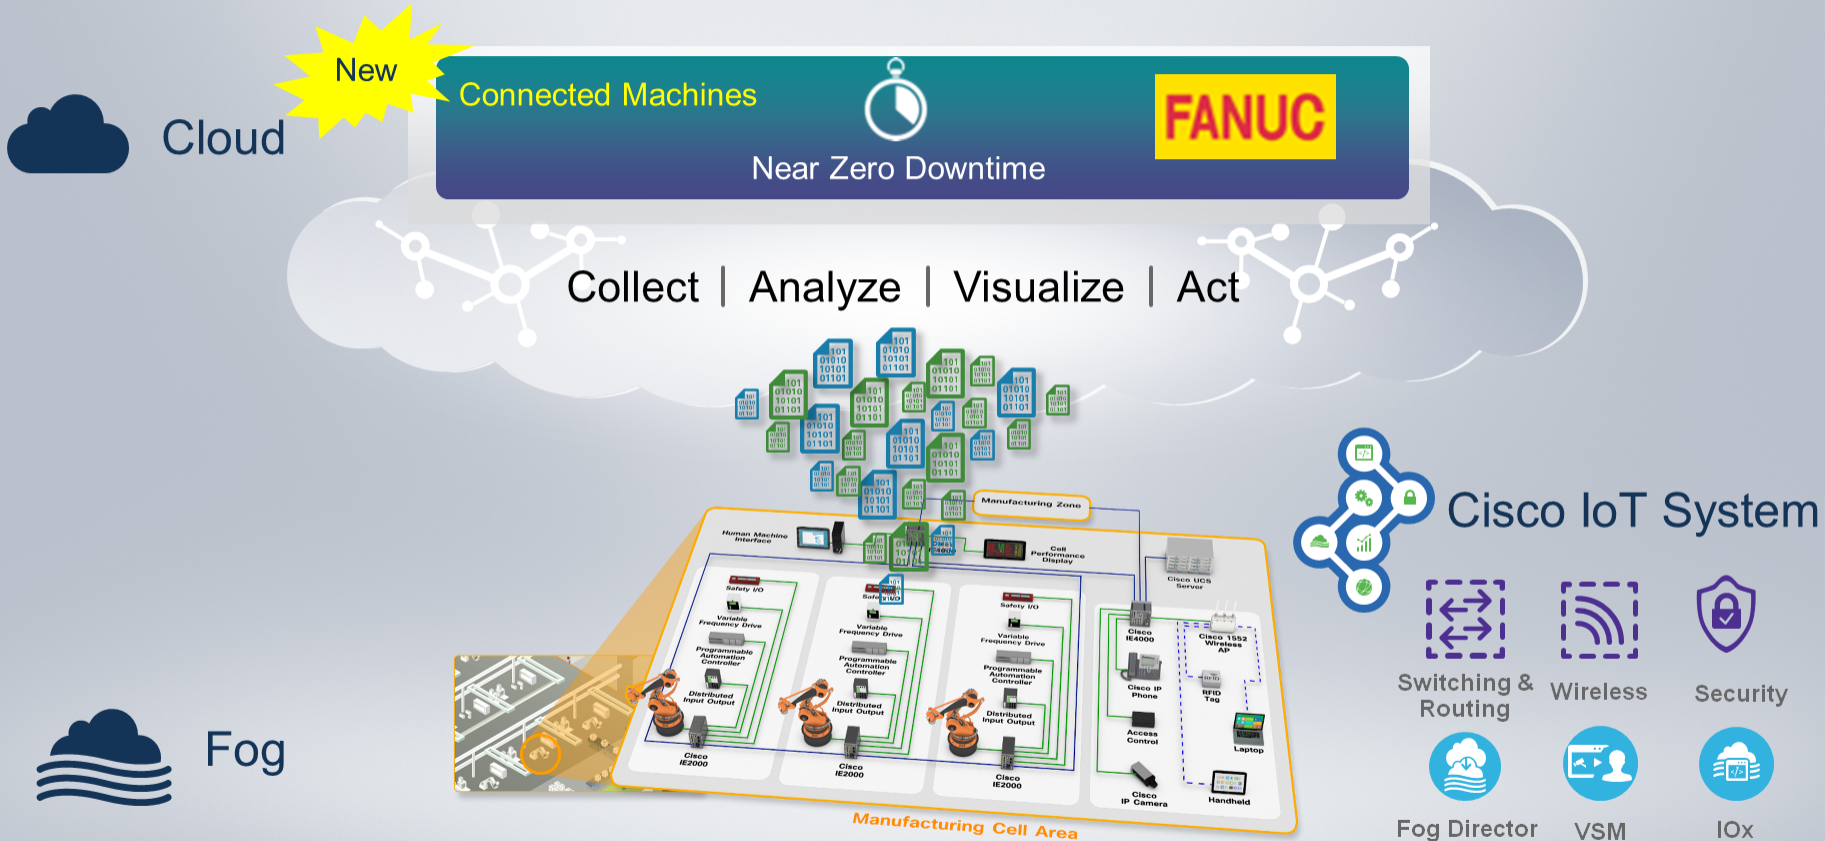 New
Connected Machines
FANUC
Near Zero Downtime
Cloud
Collect | Analyze | Visualize | Act
Manufacturing Zone
Human Machine
Interface
Cell
Performance
Display
Cisco UCS
Server
Safety I/O
Variable
Frequency Drive
Programmable
Automation
Controller
Distributed
Input Output
Cisco
IE2000
Variable
Frequency Drive
Programmable
Automation
Controller
Distributed
Input Output
Cisco
IE2000
Safety I/O
Variable
Frequency Drive
Programmable
Automation
Controller
Distributed
Input Output
Cisco
IE2000
Cisco
IE4000
Cisco 1552
Wireless
AP
Cisco IP
Phone
RFID
Tag
Access
Control
Laptop
Cisco
IP Camera
Handheld
Manufacturing Cell Area
Fog
Cisco IoT System
Switching &
Routing
Wireless
Security
Fog Director
VSM
IOx